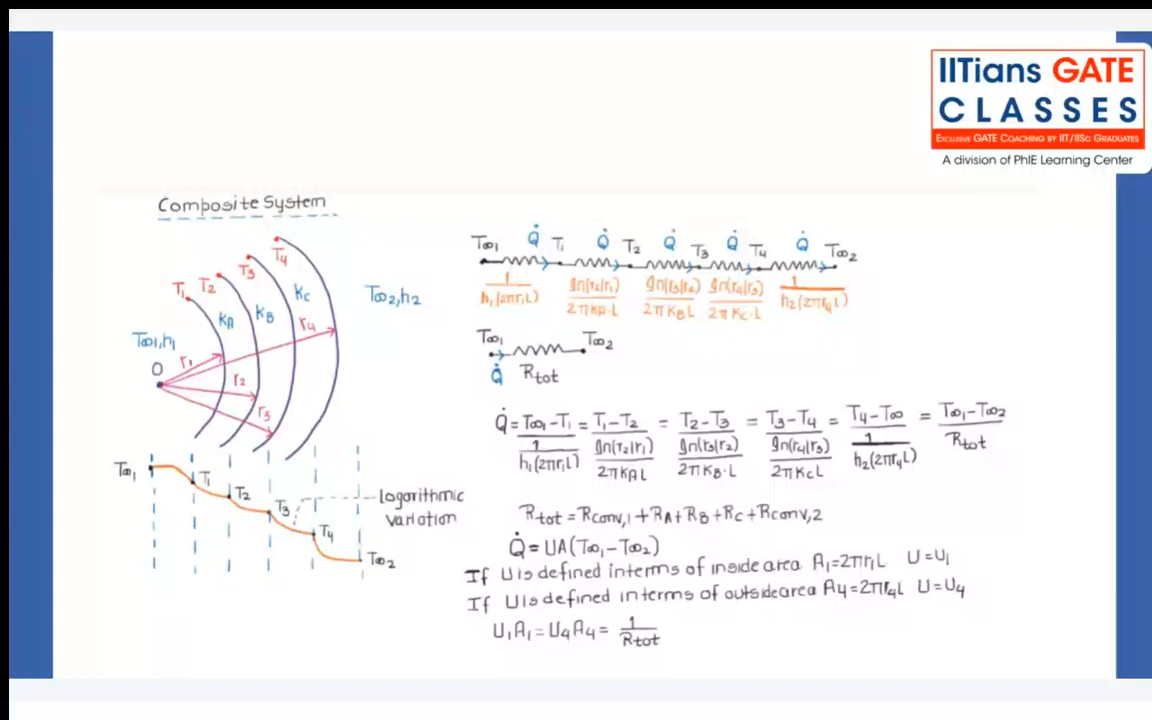 IITians GATE
CLASSES
EXCLUSIVE GATE COACHING BY IIT/IISc GRADUATES
A division of PhIE Learning Center
Composite System
T∞1 Q̇ T1 Q̇ T2 Q̇ T3 Q̇ T4 Q̇ T∞2
1/h1(2πr1L) ln(r2/r1)/2πKA·L ln(r3/r2)/2πKBL ln(r4/r3)/2πKC·L 1/h2(2πr4L)
T1 T2 T3 T4
KA KB KC
T∞1,h1
T∞2,h2
O r1 r2 r3 r4
T∞1 T∞2
Q̇ Rtot
Q̇ = T∞1-T1 / 1/h1(2πr1L) = T1-T2 / ln(r2/r1)/2πKAL = T2-T3 / ln(r3/r2)/2πKB·L = T3-T4 / ln(r4/r3)/2πKCL = T4-T∞ / 1/h2(2πr4L) = T∞1-T∞2 / Rtot
T∞1 T1 T2 T3 T4 T∞2
logarithmic
variation
Rtot = Rconv,1 + RA + RB + RC + Rconv,2
Q̇ = UA(T∞1-T∞2)
If U is defined interms of inside area A1=2πr1L U=U1
If U is defined in terms of outside area A4=2πr4L U=U4
U1A1 = U4A4 = 1/Rtot